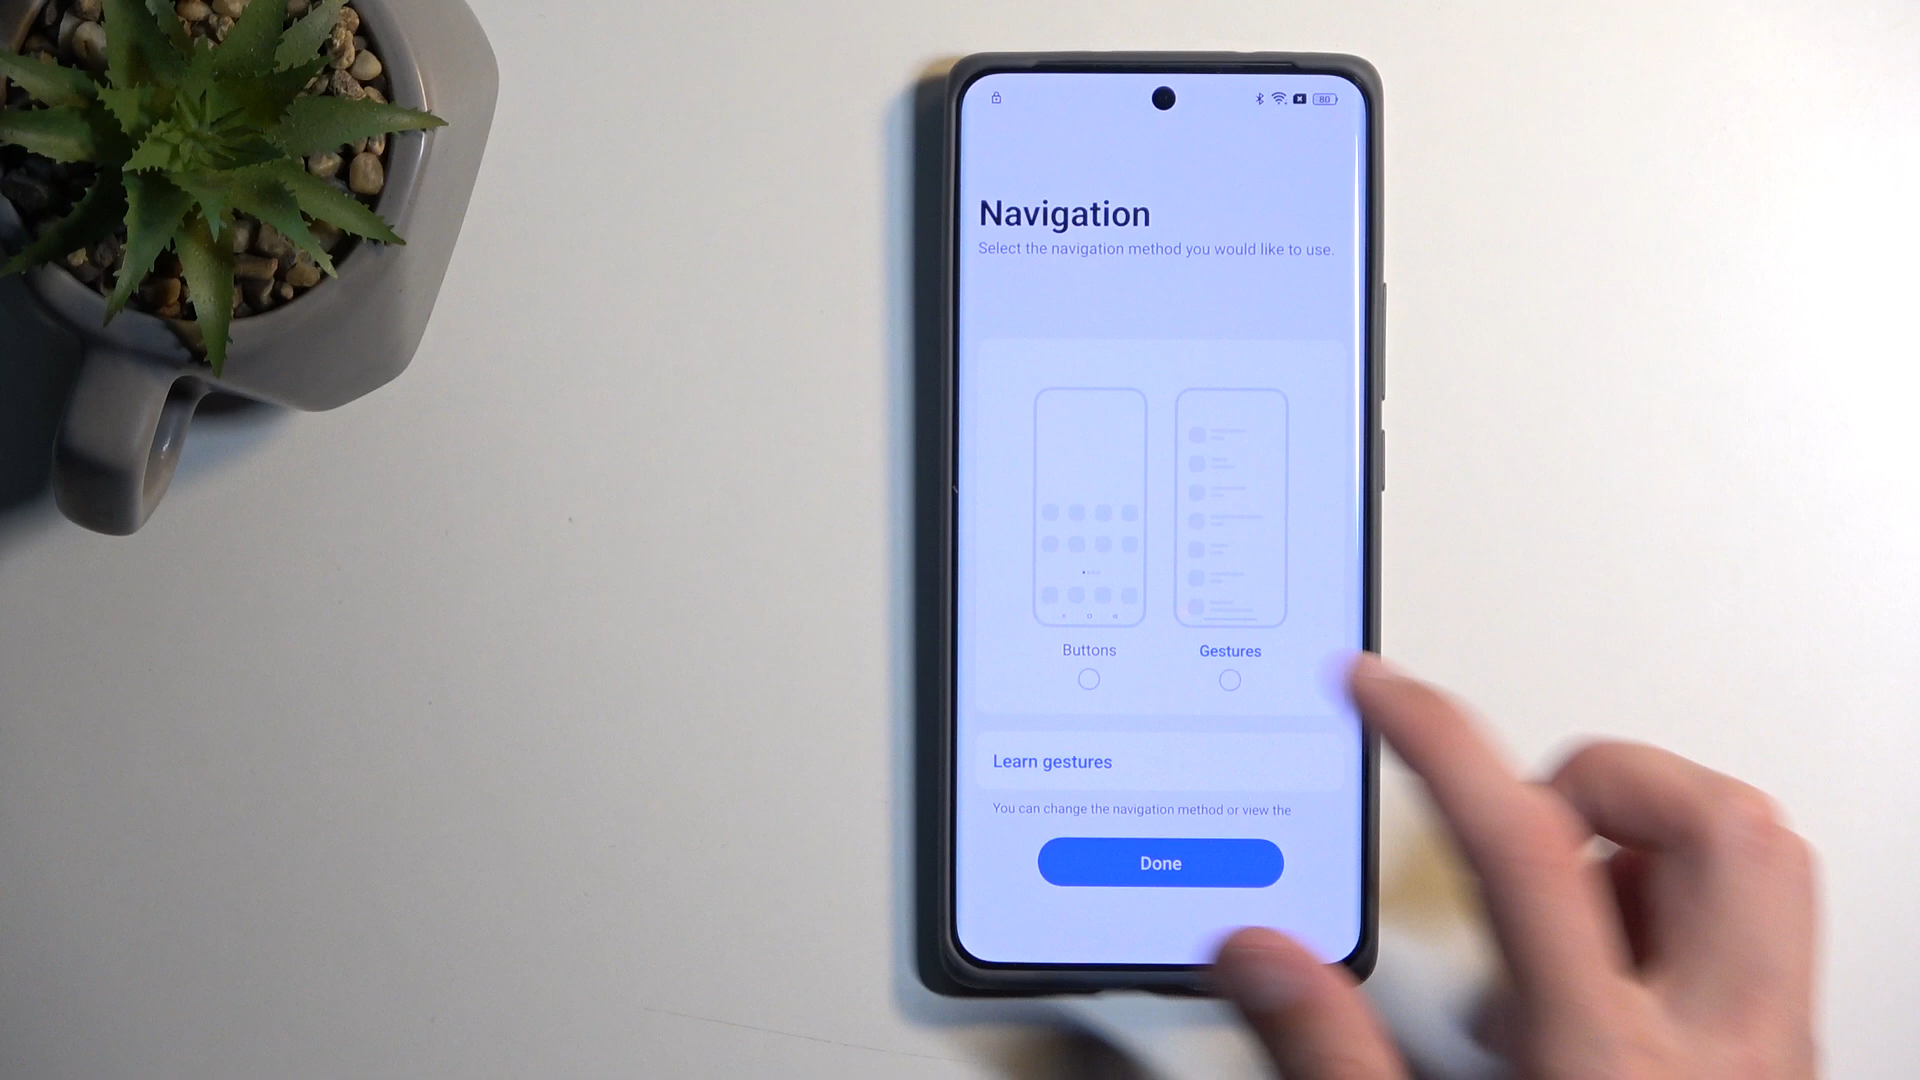 80
Navigation
Select the navigation method you would like to use.
Buttons
Gestures
Learn gestures
You can change the navigation method or view the
Done